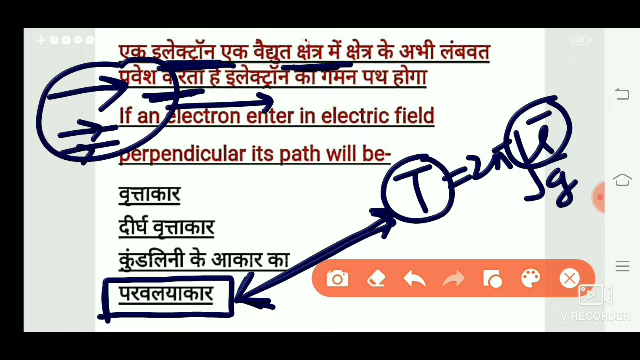 एक इलेक्ट्रॉन एक वैद्युत क्षेत्र में क्षेत्र के अभी लंबवत
प्रवेश करता है इलेक्ट्रॉन का गमन पथ होगा
If an electron enter in electric field
perpendicular its path will be-
वृत्ताकार
दीर्घ वृत्ताकार
कुंडलिनी के आकार का
परवलयाकार
T = 2π√l/g
V RECORDER